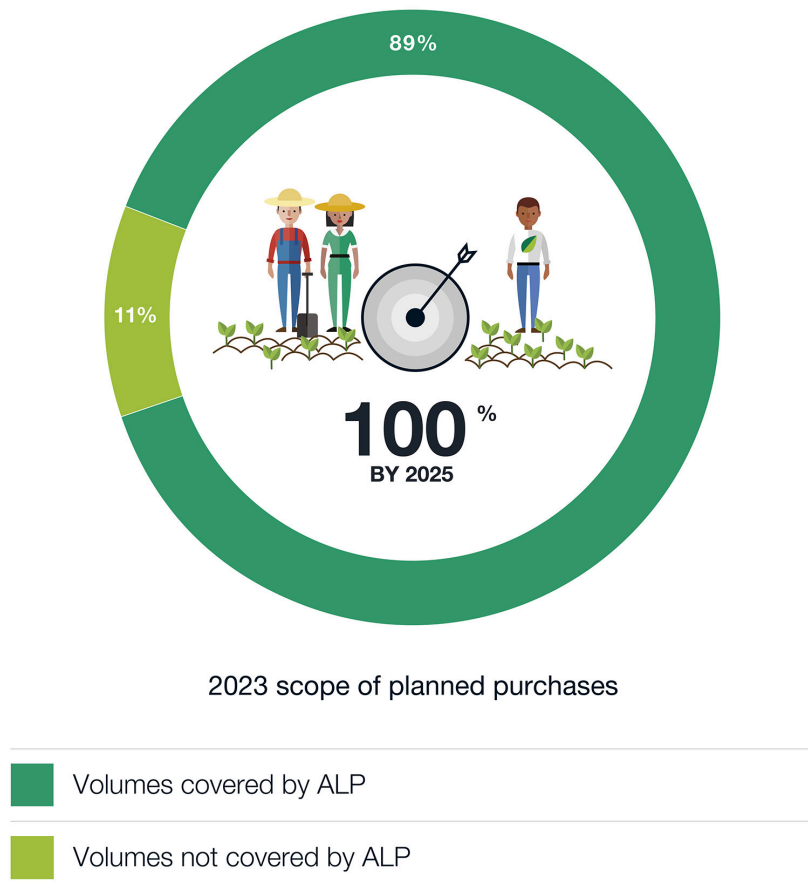 89%
11%
100 %
BY 2025
2023 scope of planned purchases
Volumes covered by ALP
Volumes not covered by ALP